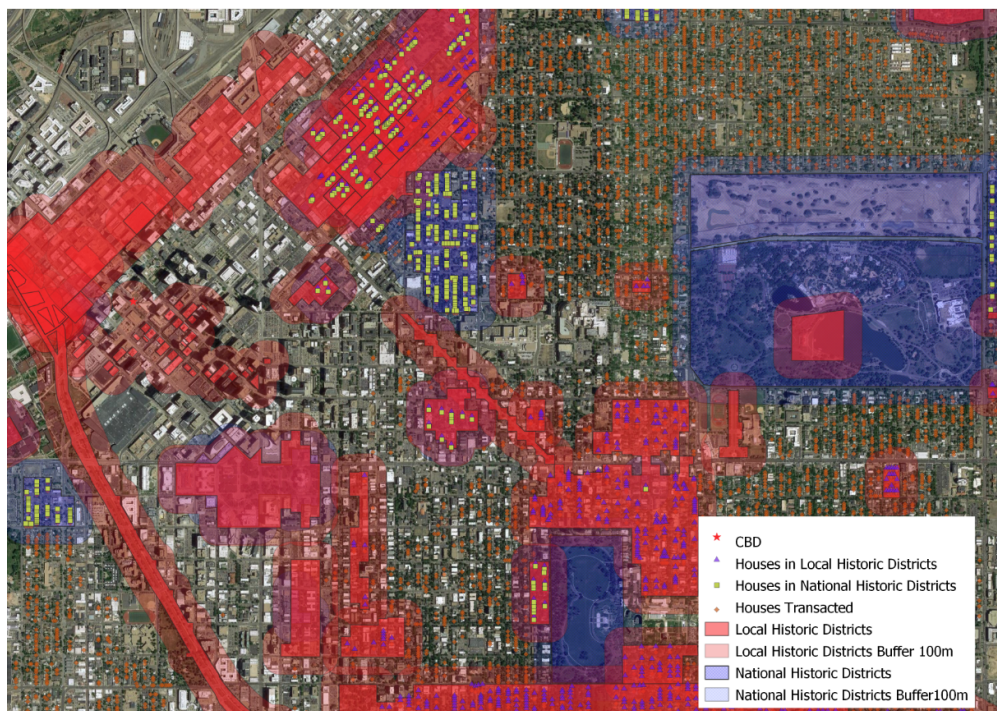 CBD
Houses in Local Historic Districts
Houses in National Historic Districts
Houses Transacted
Local Historic Districts
Local Historic Districts Buffer 100m
National Historic Districts
National Historic Districts Buffer100m